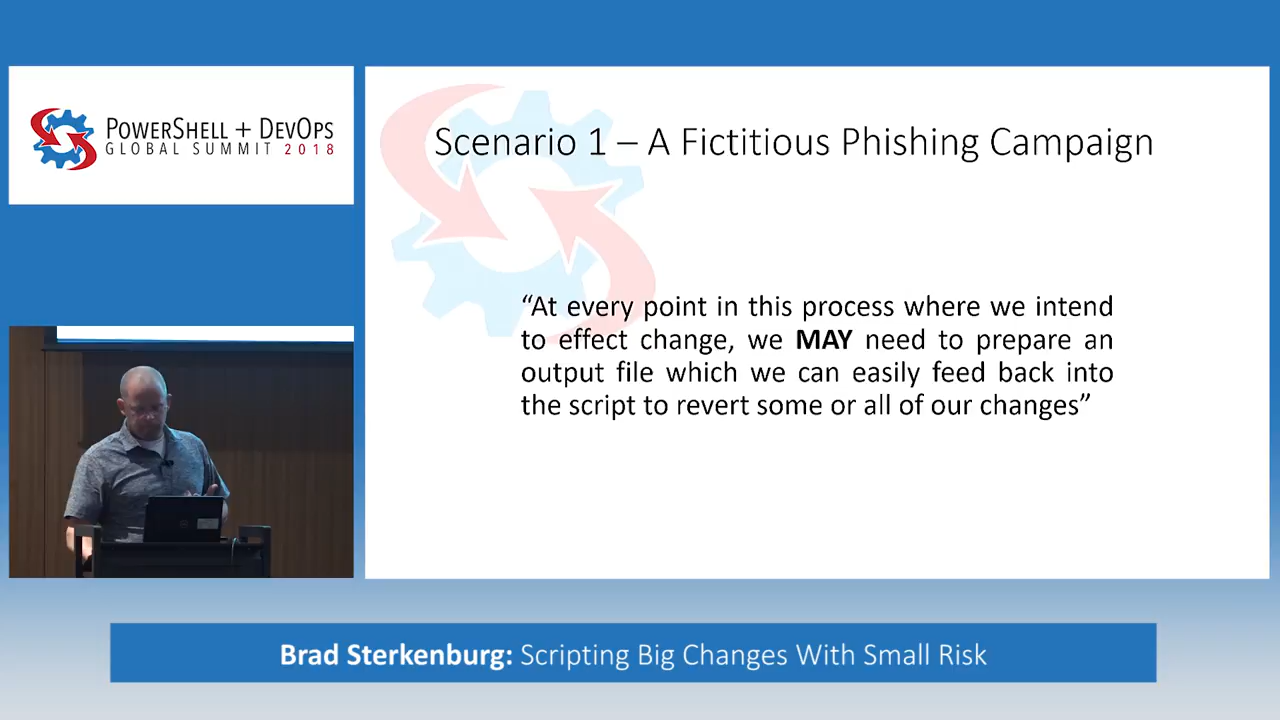 POWERSHELL + DEVOPS
GLOBAL SUMMIT 2018
Scenario 1 – A Fictitious Phishing Campaign
“At every point in this process where we intend
to effect change, we MAY need to prepare an
output file which we can easily feed back into
the script to revert some or all of our changes”
Brad Sterkenburg: Scripting Big Changes With Small Risk